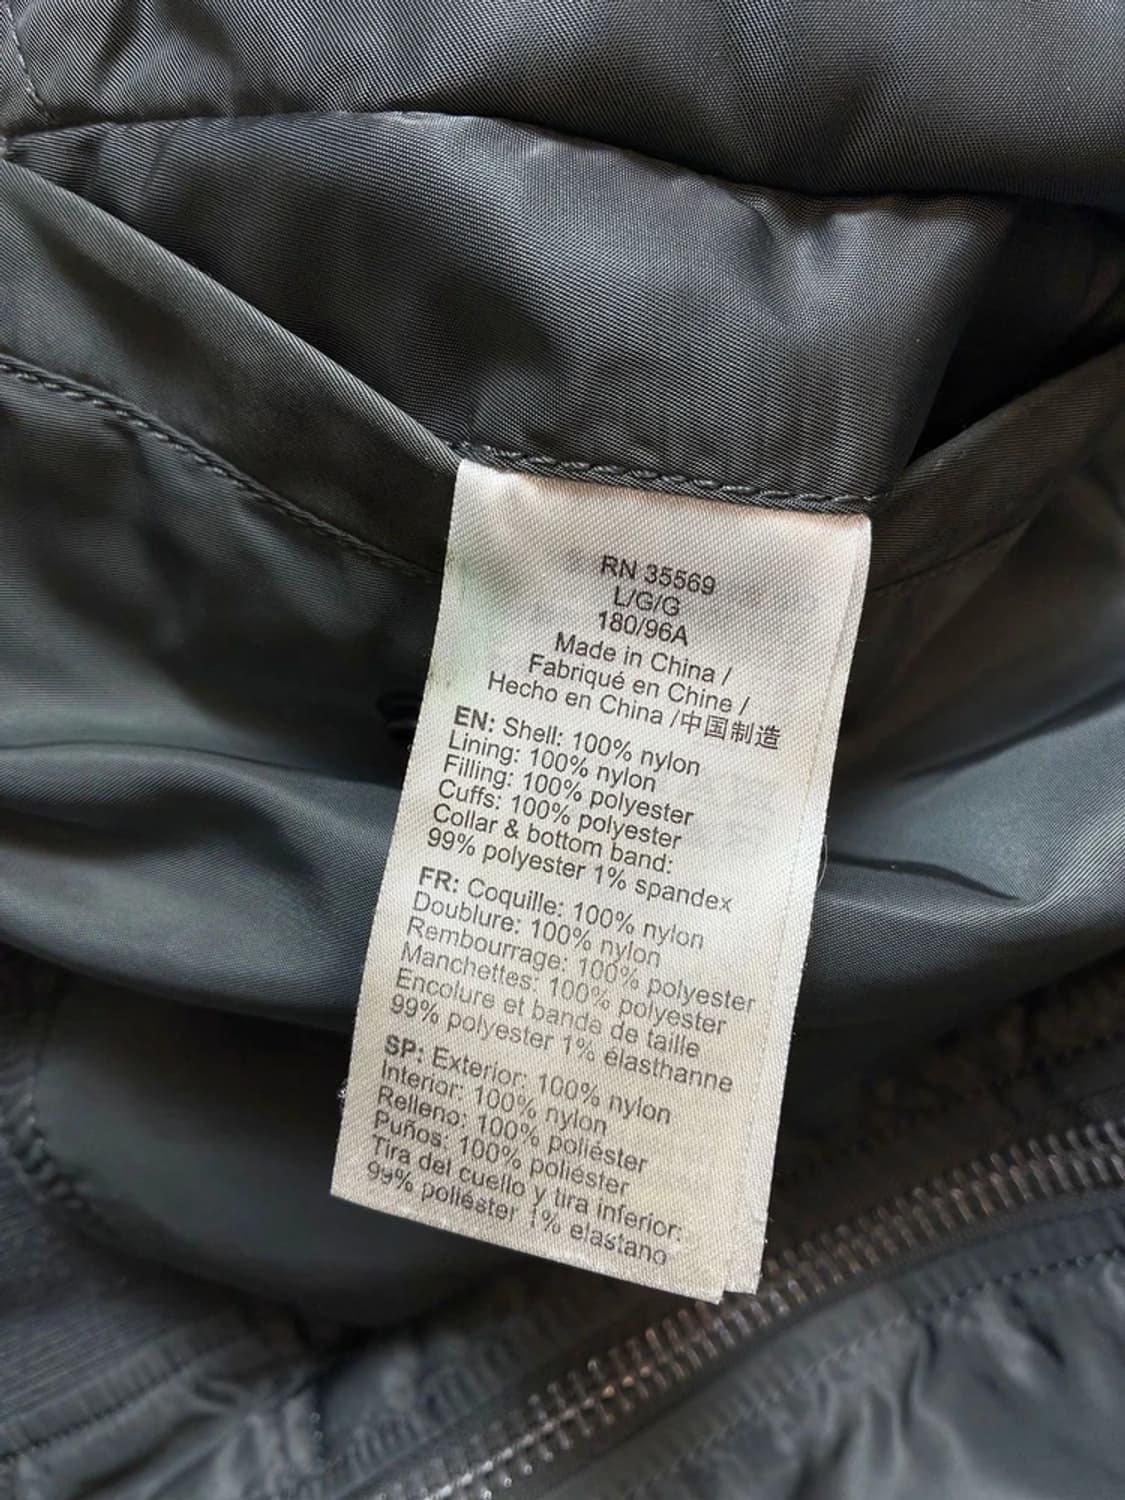 RN 35569
L/G/G
180/96A
Made in China /
Fabriqué en Chine /
Hecho en China /中国制造
EN: Shell: 100% nylon
Lining: 100% nylon
Filling: 100% polyester
Cuffs: 100% polyester
Collar & bottom band:
99% polyester 1% spandex
FR: Coquille: 100% nylon
Doublure: 100% nylon
Rembourrage: 100% polyester
Manchettes: 100% polyester
Encolure et bande de taille
99% polyester 1% élasthanne
SP: Exterior: 100% nylon
Interior: 100% nylon
Relleno: 100% poliéster
Puños: 100% poliéster
Tira del cuello y tira inferior:
99% poliéster 1% elastano